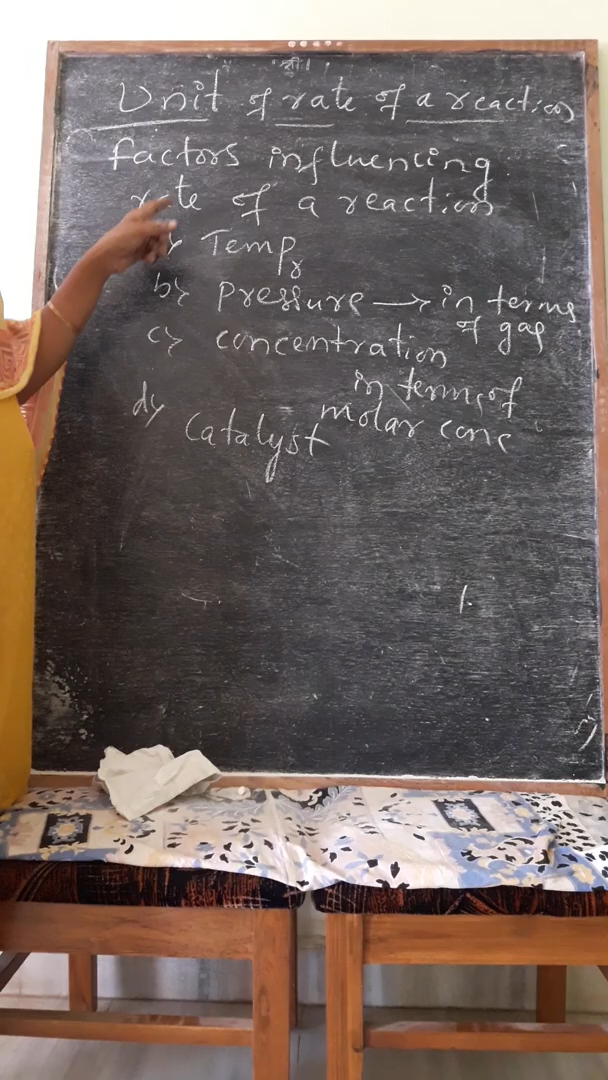 श्री
Unit of rate of a reaction
factors influencing
rate of a reaction
Temp
b> pressure → in terms
of gas
c> concentration
in terms of
molar conc
d> catalyst